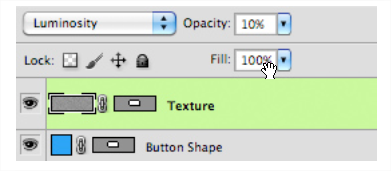 Luminosity Opacity: 10%
Lock: Fill: 100%
Texture
Button Shape